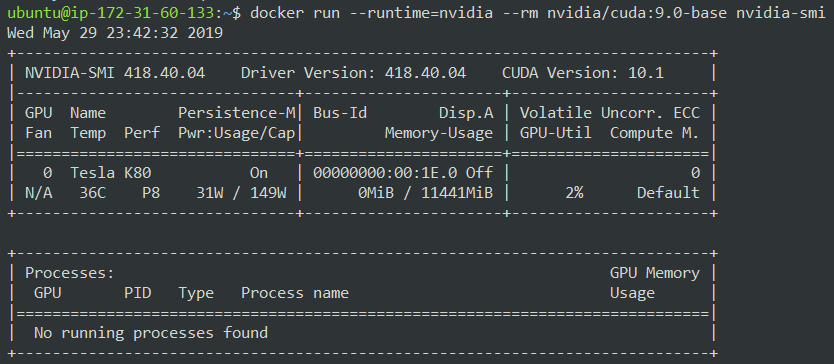 ubuntu@ip-172-31-60-133:~$ docker run --runtime=nvidia --rm nvidia/cuda:9.0-base nvidia-smi
Wed May 29 23:42:32 2019
+-----------------------------------------------------------------------------+
| NVIDIA-SMI 418.40.04    Driver Version: 418.40.04    CUDA Version: 10.1     |
|-------------------------------+----------------------+----------------------+
| GPU  Name        Persistence-M| Bus-Id        Disp.A | Volatile Uncorr. ECC |
| Fan  Temp  Perf  Pwr:Usage/Cap|         Memory-Usage | GPU-Util  Compute M. |
|===============================+======================+======================|
|   0  Tesla K80           On   | 00000000:00:1E.0 Off |                    0 |
| N/A   36C    P8    31W / 149W |      0MiB / 11441MiB |      2%      Default |
+-------------------------------+----------------------+----------------------+

+-----------------------------------------------------------------------------+
| Processes:                                                       GPU Memory |
|  GPU       PID   Type   Process name                             Usage      |
|=============================================================================|
|  No running processes found                                                 |
+-----------------------------------------------------------------------------+